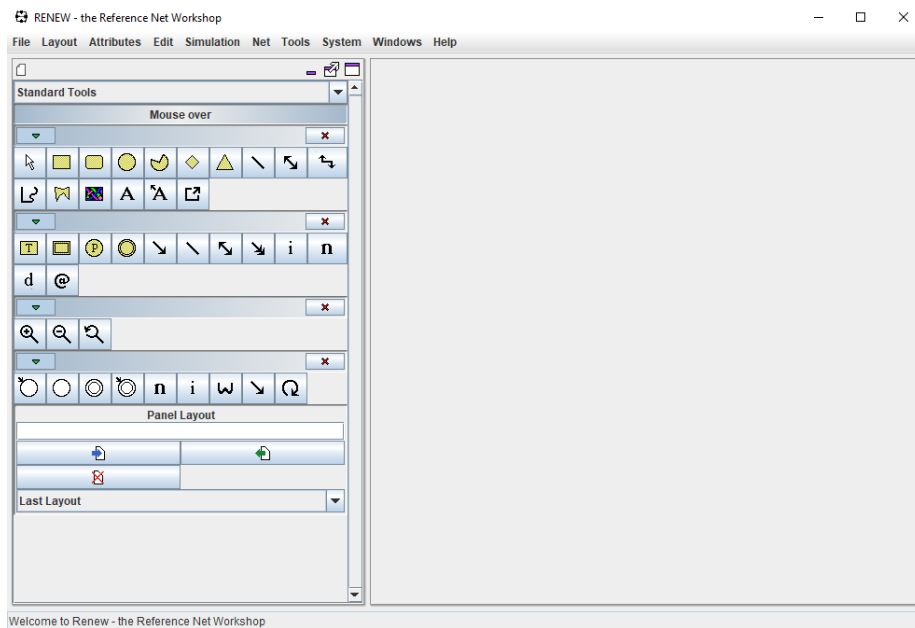 RENEW - the Reference Net Workshop
File Layout Attributes Edit Simulation Net Tools System Windows Help
Standard Tools
Mouse over
A A
T P i n
d @
n i
Panel Layout
Last Layout
Welcome to Renew - the Reference Net Workshop